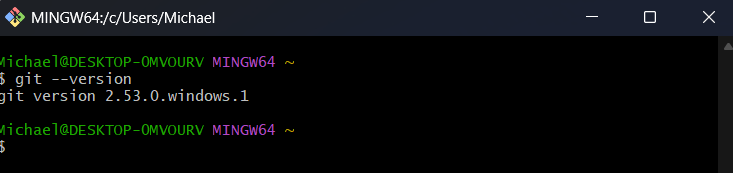 MINGW64:/c/Users/Michael
Michael@DESKTOP-OMVOURV MINGW64 ~
$ git --version
git version 2.53.0.windows.1
Michael@DESKTOP-OMVOURV MINGW64 ~
$